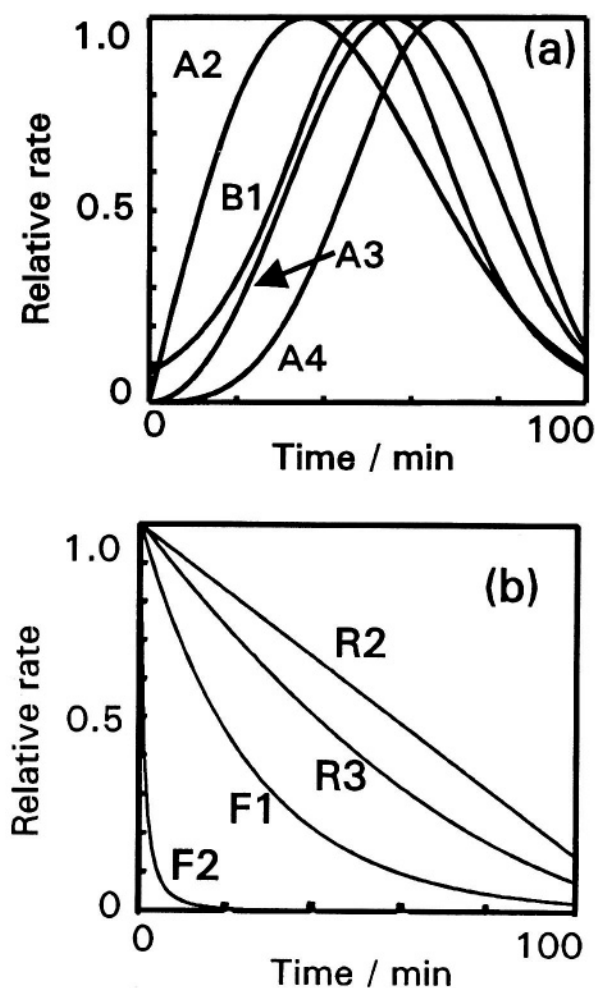 1.0
(a)
A2
B1
0.5
A3
A4
0
0
100
Relative rate
Time / min
1.0
(b)
R2
0.5
R3
F1
F2
0
0
100
Relative rate
Time / min